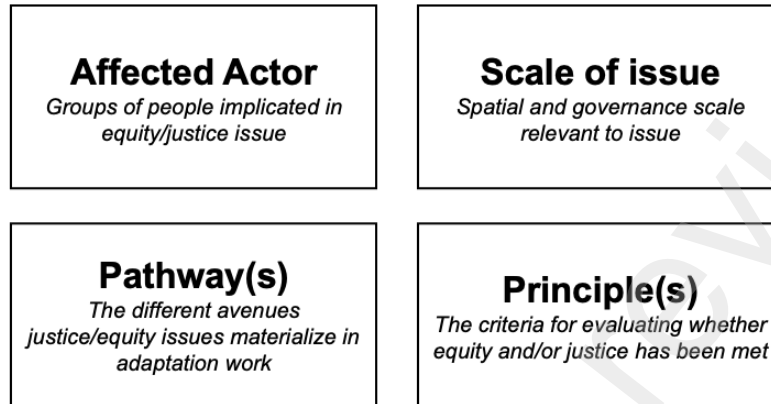 Affected Actor
Groups of people implicated in
equity/justice issue
Scale of issue
Spatial and governance scale
relevant to issue
Pathway(s)
The different avenues
justice/equity issues materialize in
adaptation work
Principle(s)
The criteria for evaluating whether
equity and/or justice has been met